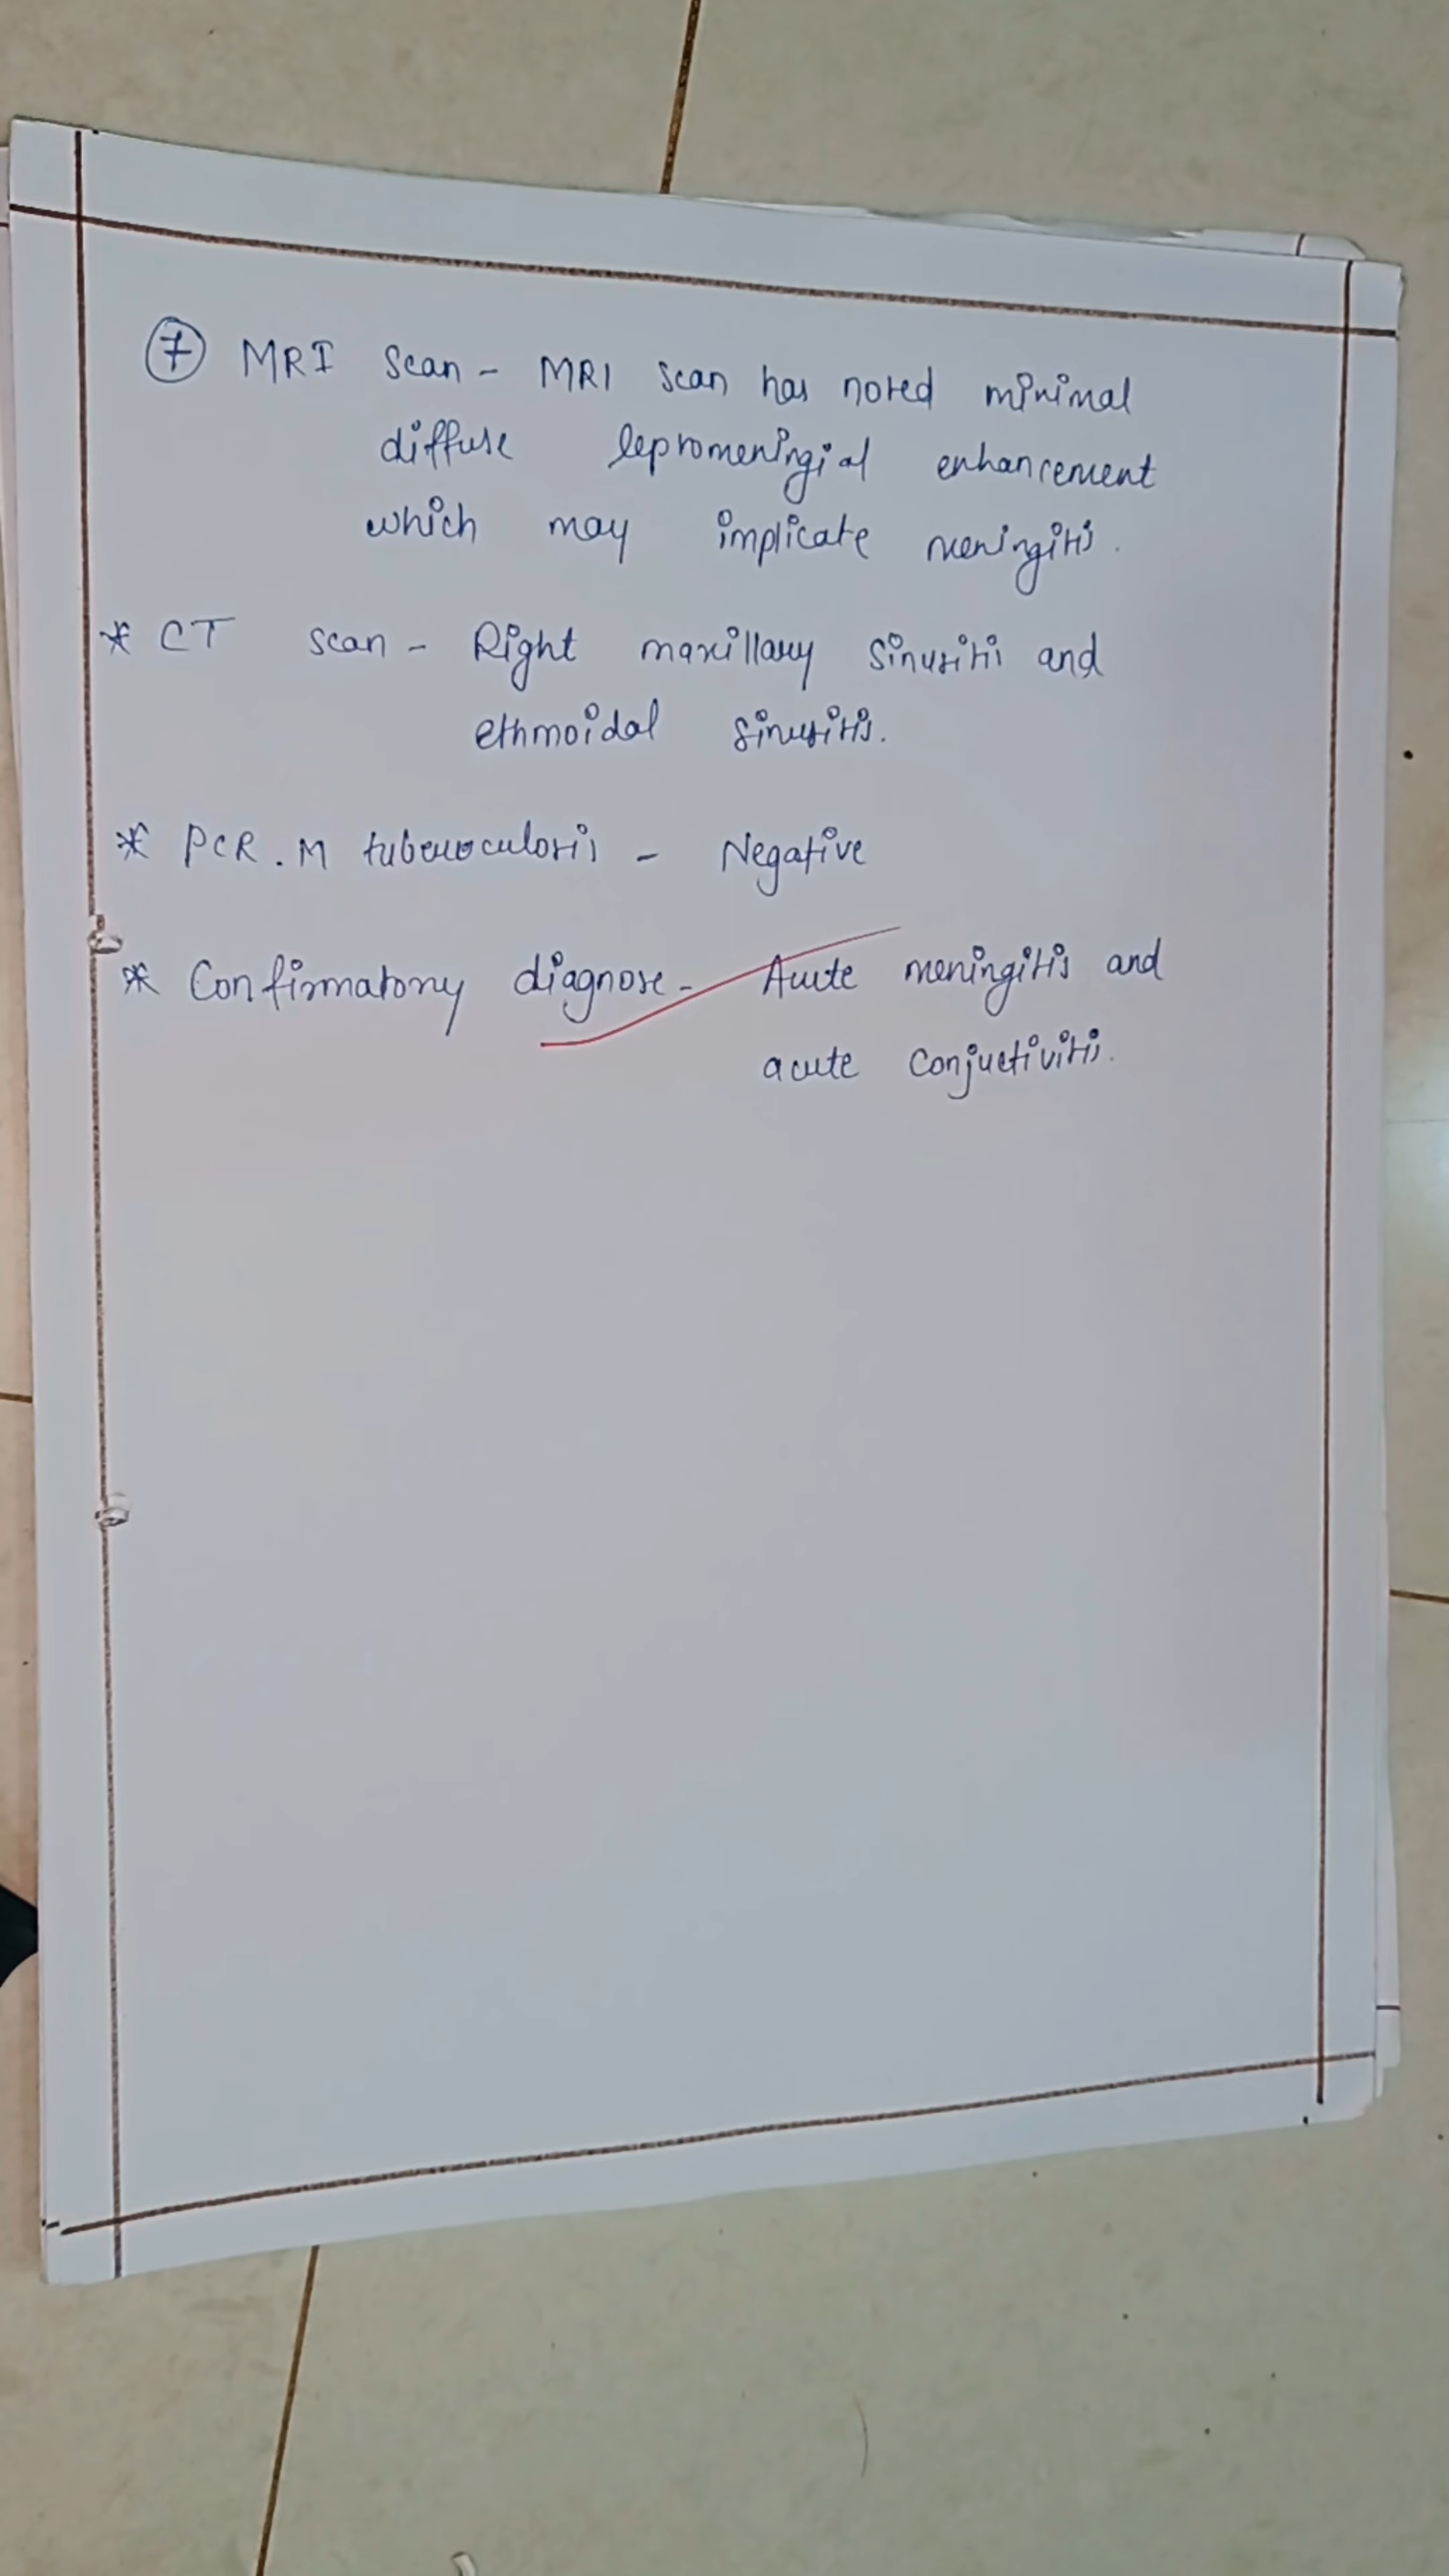 ⑦ MRI Scan - MRI scan has noted minimal
diffuse lepromeningial enhancement
which may implicate meningitis.
* CT scan - Right maxillary sinusitis and
ethmoidal sinusitis.
* PCR. M tuberoculoris - Negative
* Confirmatory diagnose - Acute meningitis and
acute conjuctivitis.